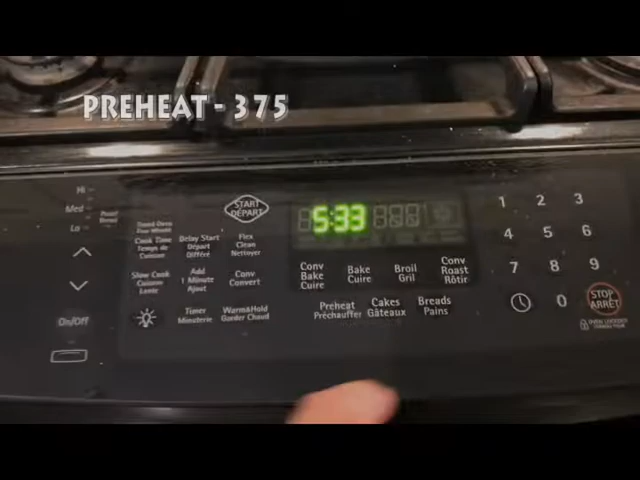 PREHEAT - 375
Hi
Med
Lo
On/Off
START
DÉPART
Cook Time
Temps de
Cuisson
Delay Start
Départ
Différé
Flex
Clean
Nettoyer
Slow Cook
Cuisson
Lente
Add
1 Minute
Ajout
Conv
Convert
Timer
Minuterie
Warm&Hold
Garder Chaud
5:33
Conv
Bake
Cuire
Bake
Cuire
Broil
Gril
Conv
Roast
Rôtir
Preheat
Préchauffer
Cakes
Gâteaux
Breads
Pains
1 2 3
4 5 6
7 8 9
0
STOP
ARRÊT